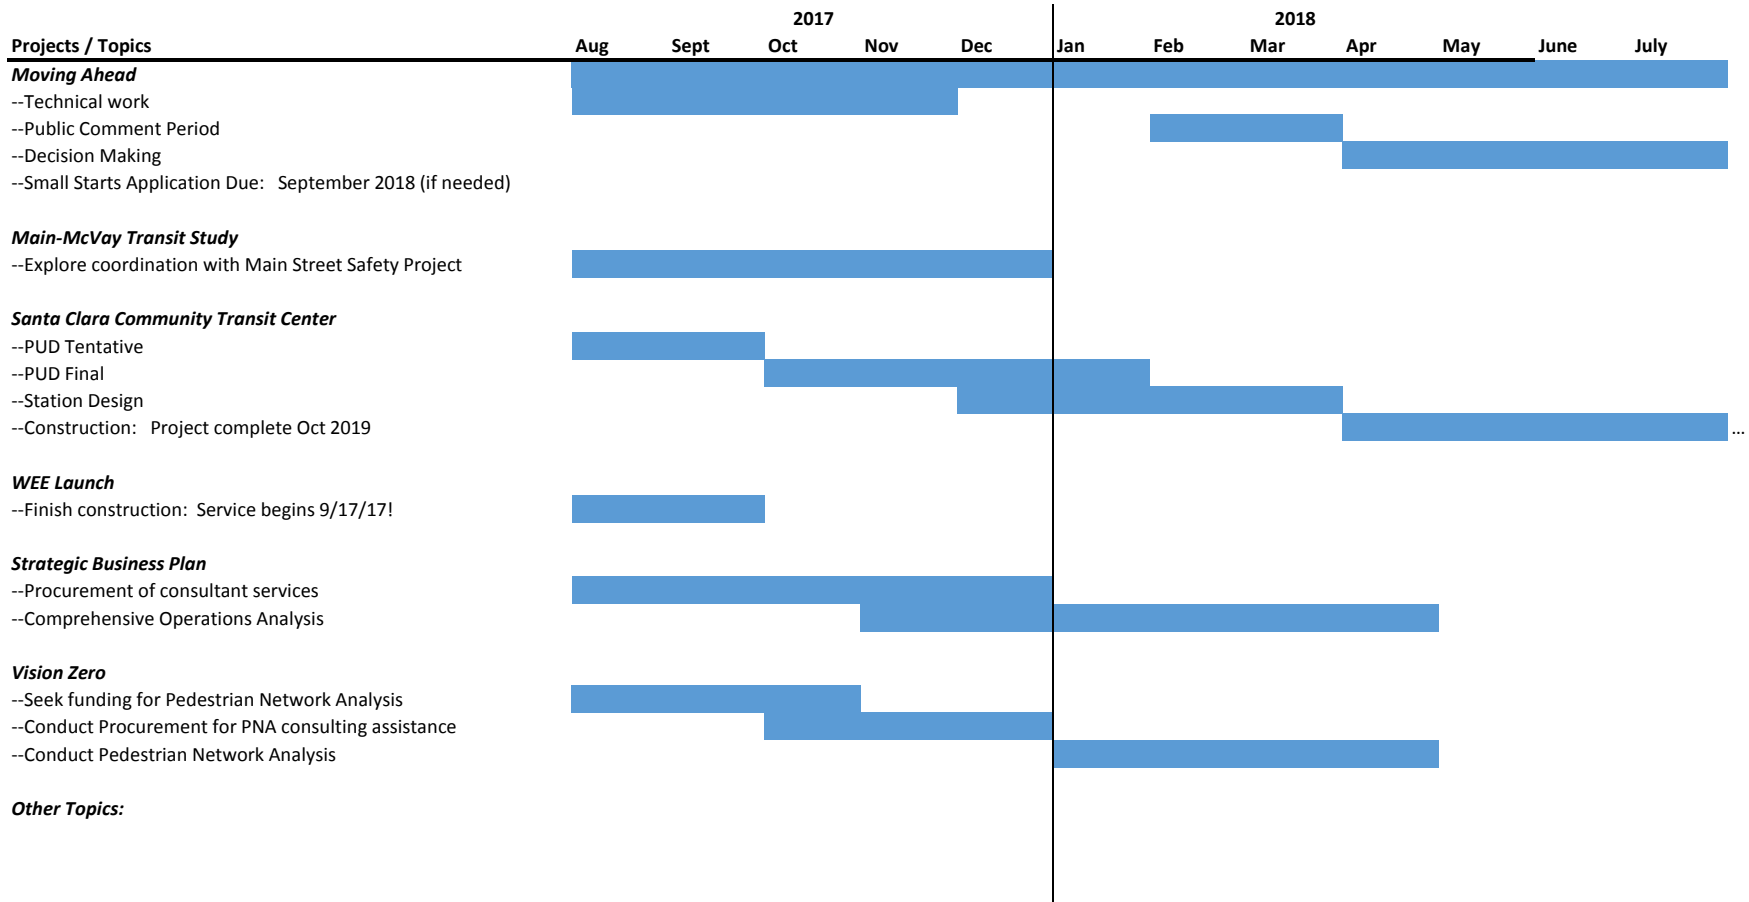 2017 2018
Projects / Topics Aug Sept Oct Nov Dec Jan Feb Mar Apr May June July
Moving Ahead
--Technical work
--Public Comment Period
--Decision Making
--Small Starts Application Due:   September 2018 (if needed)
Main-McVay Transit Study
--Explore coordination with Main Street Safety Project
Santa Clara Community Transit Center
--PUD Tentative
--PUD Final
--Station Design
--Construction:   Project complete Oct 2019 ...
WEE Launch
--Finish construction:  Service begins 9/17/17!
Strategic Business Plan
--Procurement of consultant services
--Comprehensive Operations Analysis
Vision Zero
--Seek funding for Pedestrian Network Analysis
--Conduct Procurement for PNA consulting assistance
--Conduct Pedestrian Network Analysis
Other Topics: